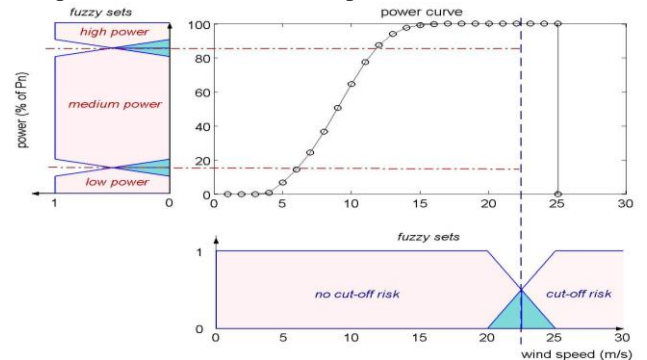 fuzzy sets
power curve
high power
medium power
low power
power (% of Pn)
1
0
100
80
60
40
20
0
0
5
10
15
20
25
30
fuzzy sets
1
0
no cut-off risk
cut-off risk
0
5
10
15
20
25
30
wind speed (m/s)